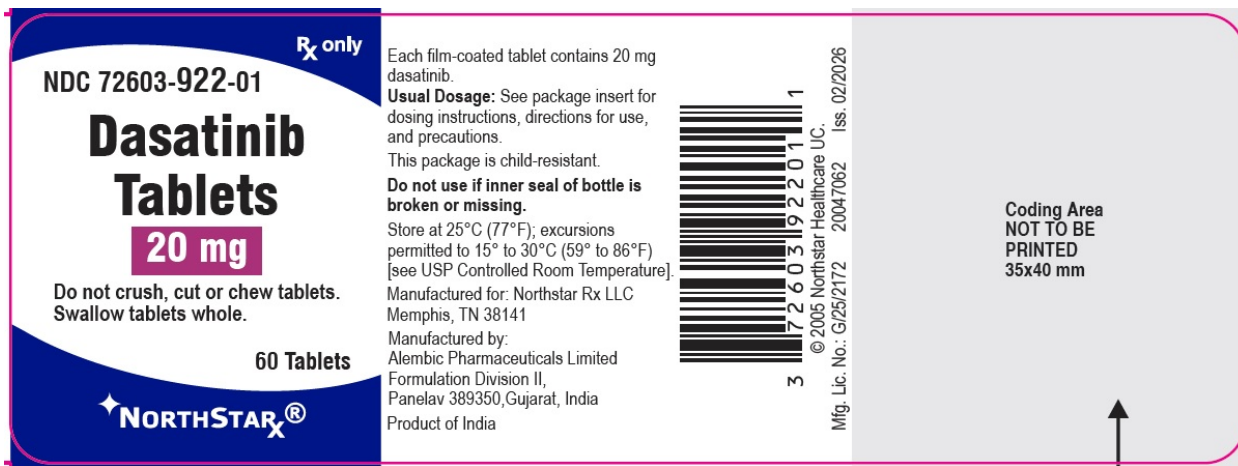 Rx only
NDC 72603-922-01
Dasatinib
Tablets
20 mg
Do not crush, cut or chew tablets.
Swallow tablets whole.
60 Tablets
NORTHSTARx®
Each film-coated tablet contains 20 mg
dasatinib.
Usual Dosage: See package insert for
dosing instructions, directions for use,
and precautions.
This package is child-resistant.
Do not use if inner seal of bottle is
broken or missing.
Store at 25°C (77°F); excursions
permitted to 15° to 30°C (59° to 86°F)
[see USP Controlled Room Temperature].
Manufactured for: Northstar Rx LLC
Memphis, TN 38141
Manufactured by:
Alembic Pharmaceuticals Limited
Formulation Division II,
Panelav 389350,Gujarat, India
Product of India
3 72603 92201 1
© 2005 Northstar Healthcare UC.
Mfg. Lic. No.: G/25/2172 20047062 Iss. 02/2026
Coding Area
NOT TO BE
PRINTED
35x40 mm